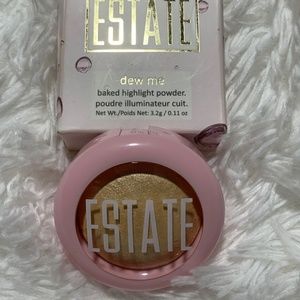 ESTATE
dew me
baked highlight powder.
poudre illuminateur cuit.
Net Wt./Poids Net: 3.2g / 0.11 oz
ESTATE